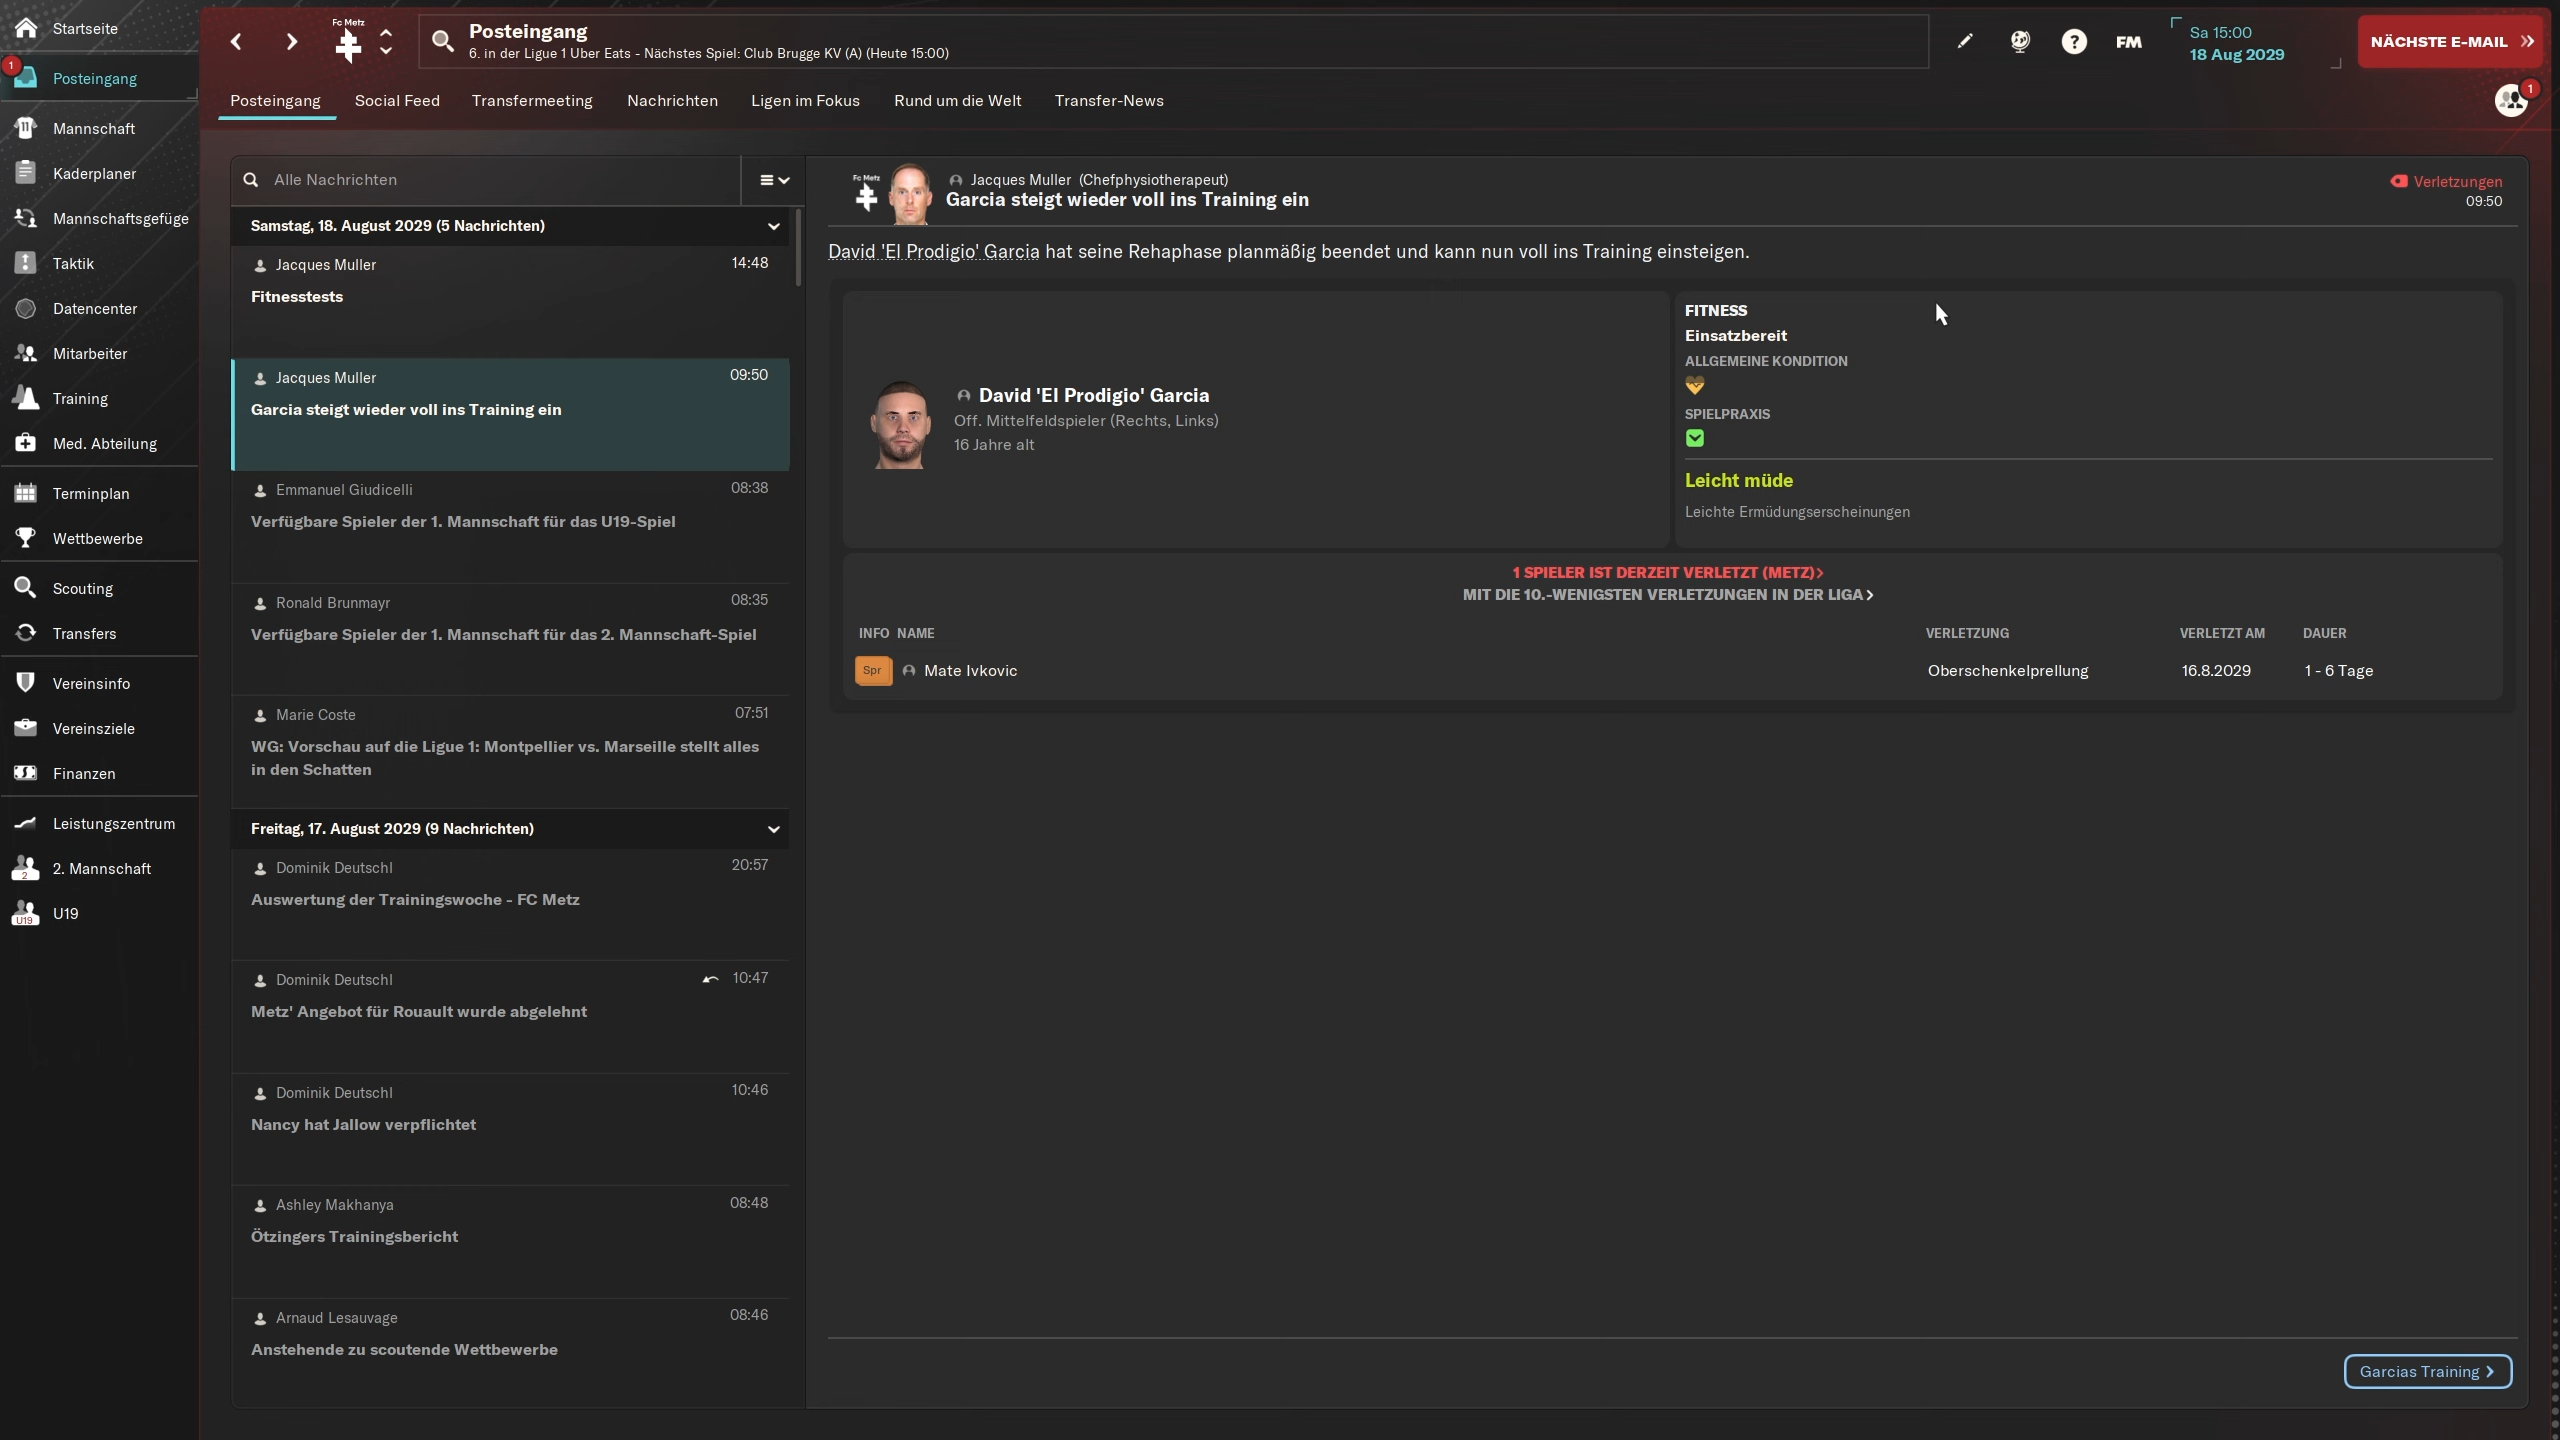 Startseite
1
Posteingang
Mannschaft
Kaderplaner
Mannschaftsgefüge
Taktik
Datencenter
Mitarbeiter
Training
Med. Abteilung
Terminplan
Wettbewerbe
Scouting
Transfers
Vereinsinfo
Vereinsziele
Finanzen
Leistungszentrum
2
2. Mannschaft
U19
U19
Fc Metz
Posteingang
6. in der Ligue 1 Uber Eats - Nächstes Spiel: Club Brugge KV (A) (Heute 15:00)
?
FM
Sa 15:00
18 Aug 2029
NÄCHSTE E-MAIL
Posteingang Social Feed Transfermeeting Nachrichten Ligen im Fokus Rund um die Welt Transfer-News
1
Alle Nachrichten
Samstag, 18. August 2029 (5 Nachrichten)
Jacques Muller 14:48
Fitnesstests
Jacques Muller 09:50
Garcia steigt wieder voll ins Training ein
Emmanuel Giudicelli 08:38
Verfügbare Spieler der 1. Mannschaft für das U19-Spiel
Ronald Brunmayr 08:35
Verfügbare Spieler der 1. Mannschaft für das 2. Mannschaft-Spiel
Marie Coste 07:51
WG: Vorschau auf die Ligue 1: Montpellier vs. Marseille stellt alles
in den Schatten
Freitag, 17. August 2029 (9 Nachrichten)
Dominik Deutschl 20:57
Auswertung der Trainingswoche - FC Metz
Dominik Deutschl 10:47
Metz' Angebot für Rouault wurde abgelehnt
Dominik Deutschl 10:46
Nancy hat Jallow verpflichtet
Ashley Makhanya 08:48
Ötzingers Trainingsbericht
Arnaud Lesauvage 08:46
Anstehende zu scoutende Wettbewerbe
Fc Metz
Jacques Muller (Chefphysiotherapeut)
Garcia steigt wieder voll ins Training ein
Verletzungen
09:50
David 'El Prodigio' Garcia hat seine Rehaphase planmäßig beendet und kann nun voll ins Training einsteigen.
David 'El Prodigio' Garcia
Off. Mittelfeldspieler (Rechts, Links)
16 Jahre alt
FITNESS
Einsatzbereit
ALLGEMEINE KONDITION
SPIELPRAXIS
Leicht müde
Leichte Ermüdungserscheinungen
1 SPIELER IST DERZEIT VERLETZT (METZ)>
MIT DIE 10.-WENIGSTEN VERLETZUNGEN IN DER LIGA>
INFO NAME VERLETZUNG VERLETZT AM DAUER
Spr Mate Ivkovic Oberschenkelprellung 16.8.2029 1 - 6 Tage
Garcias Training >